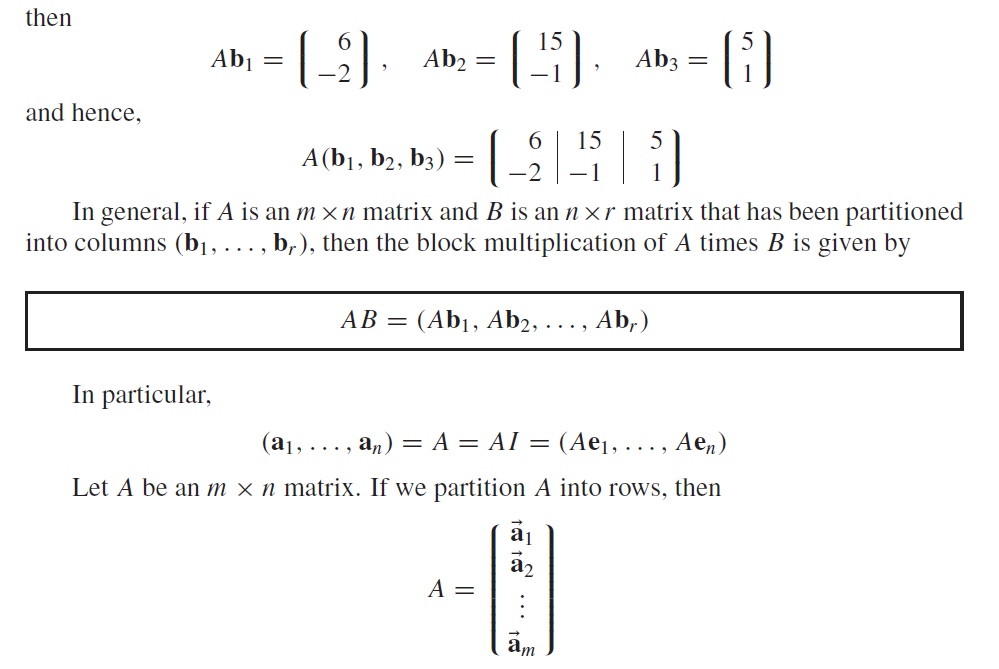 then
Ab₁ = ( 6 −2 ), Ab₂ = ( 15 −1 ), Ab₃ = ( 5 1 )
and hence,
A(b₁, b₂, b₃) = ( 6 | 15 | 5 −2 | −1 | 1 )
In general, if A is an m × n matrix and B is an n × r matrix that has been partitioned
into columns (b₁, . . . , bᵣ), then the block multiplication of A times B is given by
AB = (Ab₁, Ab₂, . . . , Abᵣ)
In particular,
(a₁, . . . , aₙ) = A = AI = (Ae₁, . . . , Aeₙ)
Let A be an m × n matrix. If we partition A into rows, then
A = ( a⃗₁ a⃗₂ ⋮ a⃗ₘ )